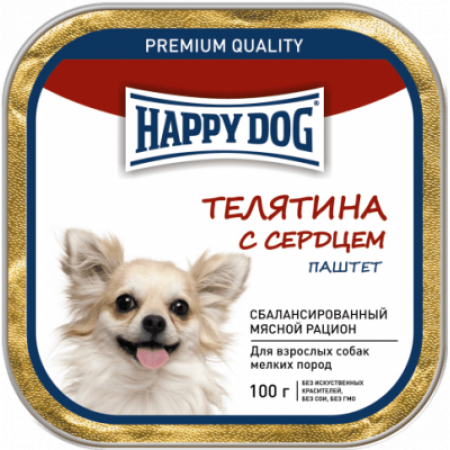 PREMIUM QUALITY
HAPPY DOG
ТЕЛЯТИНА
С СЕРДЦЕМ
ПАШТЕТ
СБАЛАНСИРОВАННЫЙ
МЯСНОЙ РАЦИОН
Для взрослых собак
мелких пород
100 г
БЕЗ ИСКУСТВЕННЫХ
КРАСИТЕЛЕЙ,
БЕЗ СОИ, БЕЗ ГМО